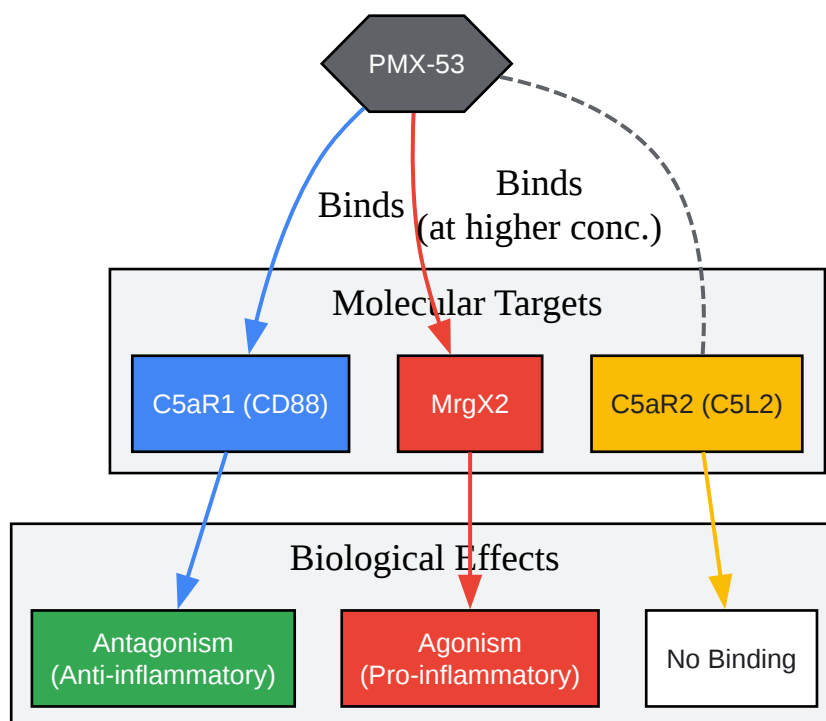 PMX-53
Binds
Binds
(at higher conc.)
Molecular Targets
C5aR1 (CD88)
MrgX2
C5aR2 (C5L2)
Biological Effects
Antagonism
(Anti-inflammatory)
Agonism
(Pro-inflammatory)
No Binding